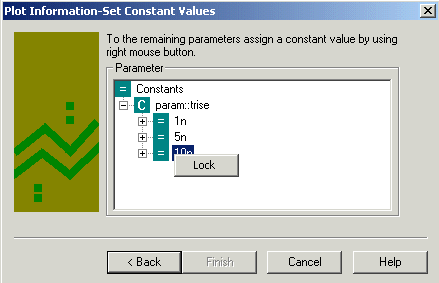 Plot Information-Set Constant Values
To the remaining parameters assign a constant value by using
right mouse button.
Parameter
= Constants
C param::trise
= 1n
= 5n
= 10n
Lock
< Back Finish Cancel Help